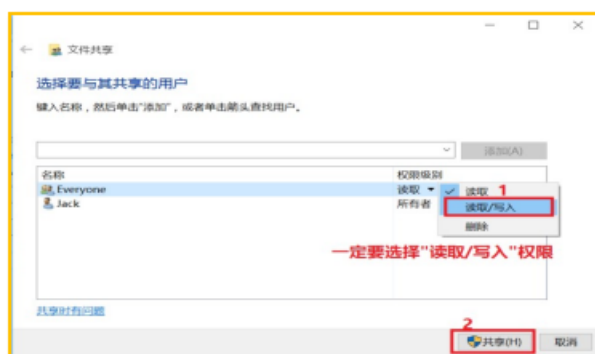 文件共享
选择要与其共享的用户
键入名称，然后单击"添加"，或者单击箭头查找用户。
添加(A)
名称 权限级别
Everyone 读取 读取 1
Jack 所有者 读取/写入
删除
一定要选择"读取/写入"权限
共享时有问题
2
共享(H) 取消